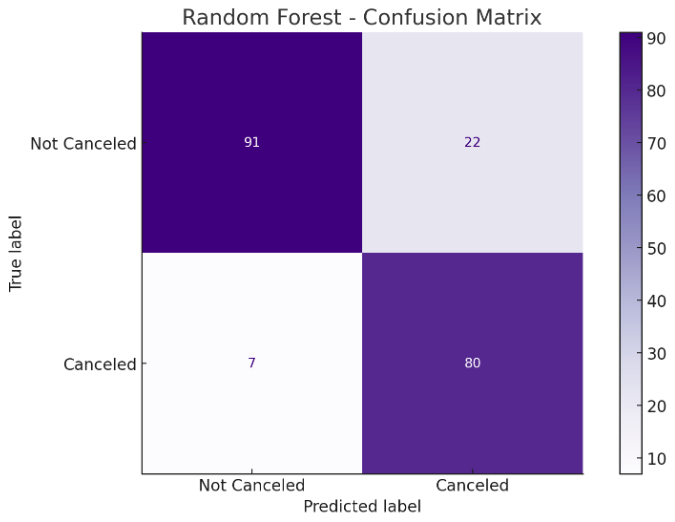 Random Forest - Confusion Matrix
90
80
Not Canceled
91
22
70
60
True label
50
40
30
Canceled
7
80
20
10
Not Canceled
Canceled
Predicted label